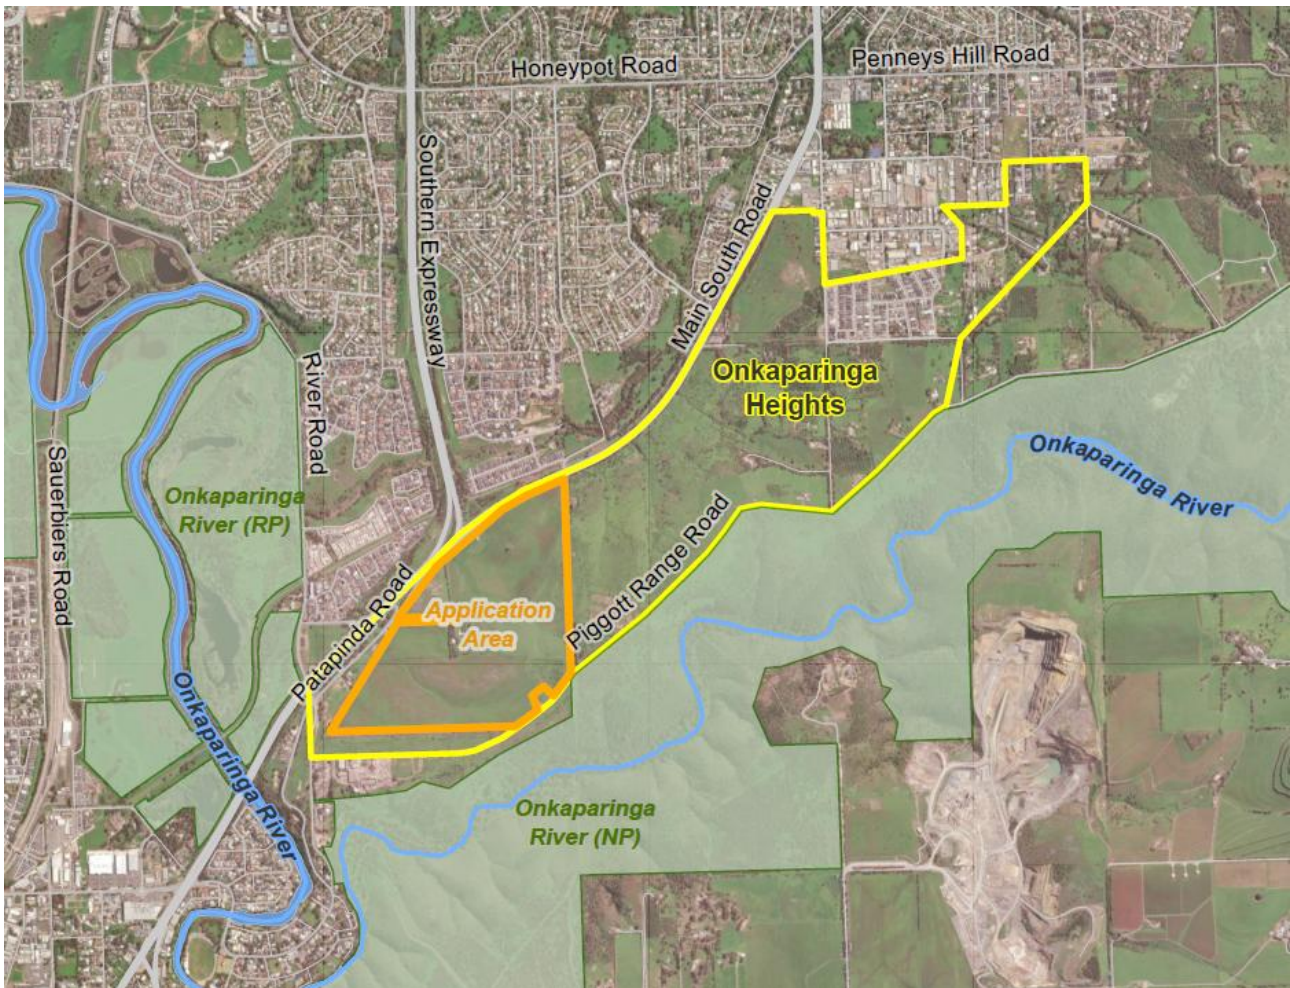 Honeypot Road
Penneys Hill Road
Southern Expressway
Main South Road
River Road
Onkaparinga
Heights
Onkaparinga River
Sauerbiers Road
Onkaparinga
River (RP)
Piggott Range Road
Patapinda Road
Application
Area
Onkaparinga River
Onkaparinga
River (NP)